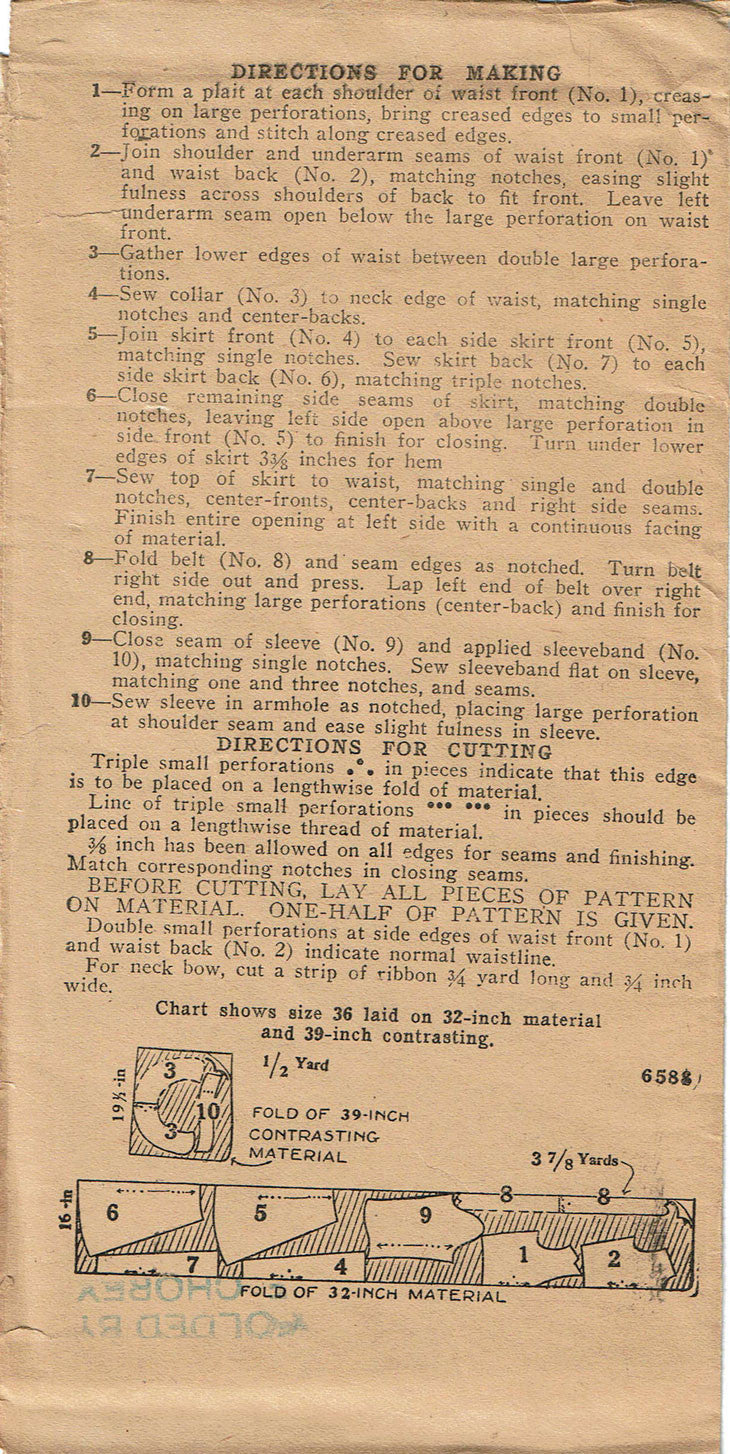 DIRECTIONS FOR MAKING
1—Form a plait at each shoulder of waist front (No. 1), creas-
ing on large perforations, bring creased edges to small per-
forations and stitch along creased edges.
2—Join shoulder and underarm seams of waist front (No. 1)
and waist back (No. 2), matching notches, easing slight
fulness across shoulders of back to fit front. Leave left
underarm seam open below the large perforation on waist
front.
3—Gather lower edges of waist between double large perfora-
tions.
4—Sew collar (No. 3) to neck edge of waist, matching single
notches and center-backs.
5—Join skirt front (No. 4) to each side skirt front (No. 5),
matching single notches. Sew skirt back (No. 7) to each
side skirt back (No. 6), matching triple notches.
6—Close remaining side seams of skirt, matching double
notches, leaving left side open above large perforation in
side front (No. 5) to finish for closing. Turn under lower
edges of skirt 3⅜ inches for hem
7—Sew top of skirt to waist, matching single and double
notches, center-fronts, center-backs and right side seams.
Finish entire opening at left side with a continuous facing
of material.
8—Fold belt (No. 8) and seam edges as notched. Turn belt
right side out and press. Lap left end of belt over right
end, matching large perforations (center-back) and finish for
closing.
9—Close seam of sleeve (No. 9) and applied sleeveband (No.
10), matching single notches. Sew sleeveband flat on sleeve,
matching one and three notches, and seams.
10—Sew sleeve in armhole as notched, placing large perforation
at shoulder seam and ease slight fulness in sleeve.
DIRECTIONS FOR CUTTING
Triple small perforations in pieces indicate that this edge
is to be placed on a lengthwise fold of material.
Line of triple small perforations ••• ••• in pieces should be
placed on a lengthwise thread of material.
⅜ inch has been allowed on all edges for seams and finishing.
Match corresponding notches in closing seams.
BEFORE CUTTING, LAY ALL PIECES OF PATTERN
ON MATERIAL. ONE-HALF OF PATTERN IS GIVEN.
Double small perforations at side edges of waist front (No. 1)
and waist back (No. 2) indicate normal waistline.
For neck bow, cut a strip of ribbon ¾ yard long and ¾ inch
wide.
Chart shows size 36 laid on 32-inch material
and 39-inch contrasting.
1/2 Yard
6588
19½-in
3
10
3
FOLD OF 39-INCH
CONTRASTING
MATERIAL
3 7/8 Yards
16-in
6
5
9
8
8
7
4
1
2
FOLD OF 32-INCH MATERIAL